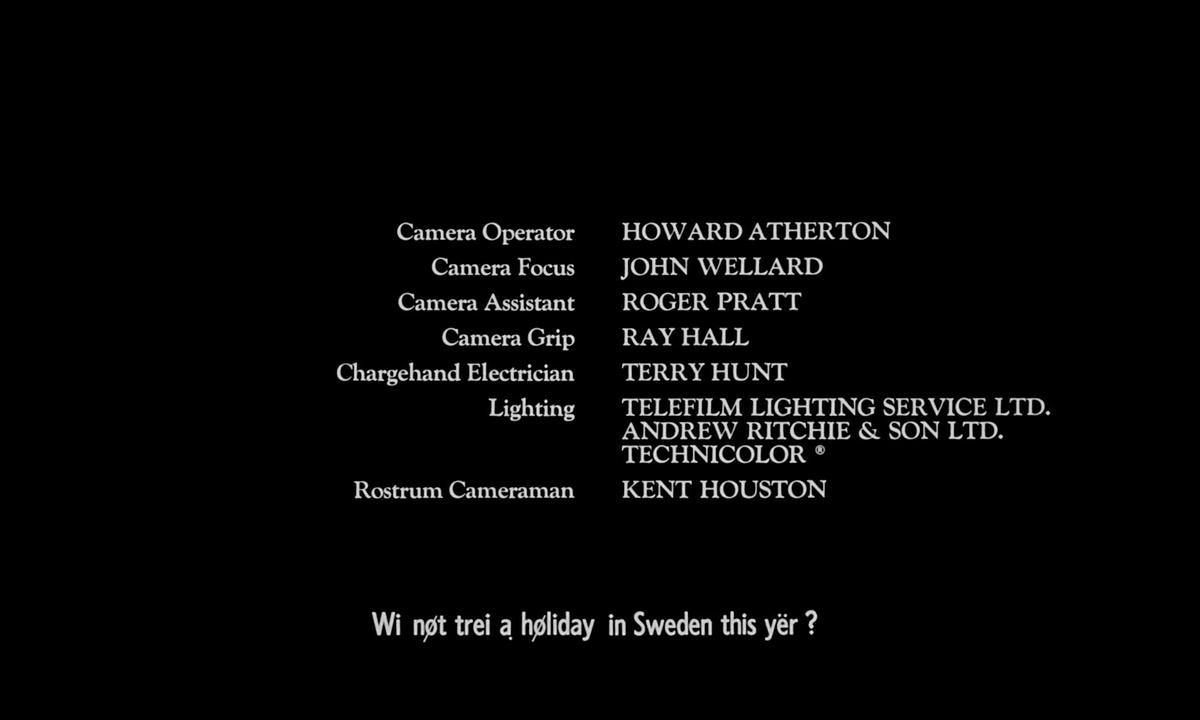 Camera Operator HOWARD ATHERTON
Camera Focus JOHN WELLARD
Camera Assistant ROGER PRATT
Camera Grip RAY HALL
Chargehand Electrician TERRY HUNT
Lighting TELEFILM LIGHTING SERVICE LTD.
ANDREW RITCHIE & SON LTD.
TECHNICOLOR ®
Rostrum Cameraman KENT HOUSTON
Wi nøt trei ạ høliday in Sweden this yër ?